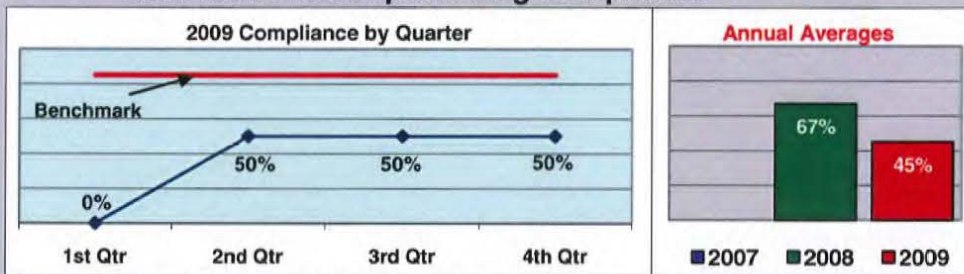 2009 Compliance by Quarter
Benchmark
0%
50%
50%
50%
1st Qtr
2nd Qtr
3rd Qtr
4th Qtr
Annual Averages
67%
45%
2007
2008
2009